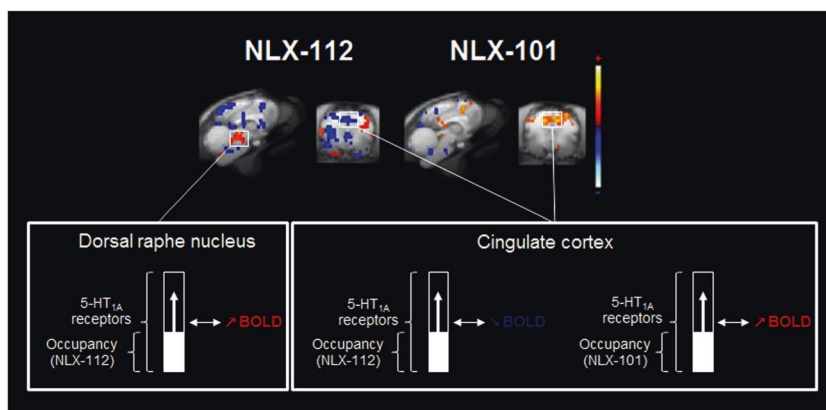 NLX-112
NLX-101
+
-
Dorsal raphe nucleus
5-HT1A
receptors
Occupancy
(NLX-112)
↗ BOLD
Cingulate cortex
5-HT1A
receptors
Occupancy
(NLX-112)
↘ BOLD
5-HT1A
receptors
Occupancy
(NLX-101)
↗ BOLD